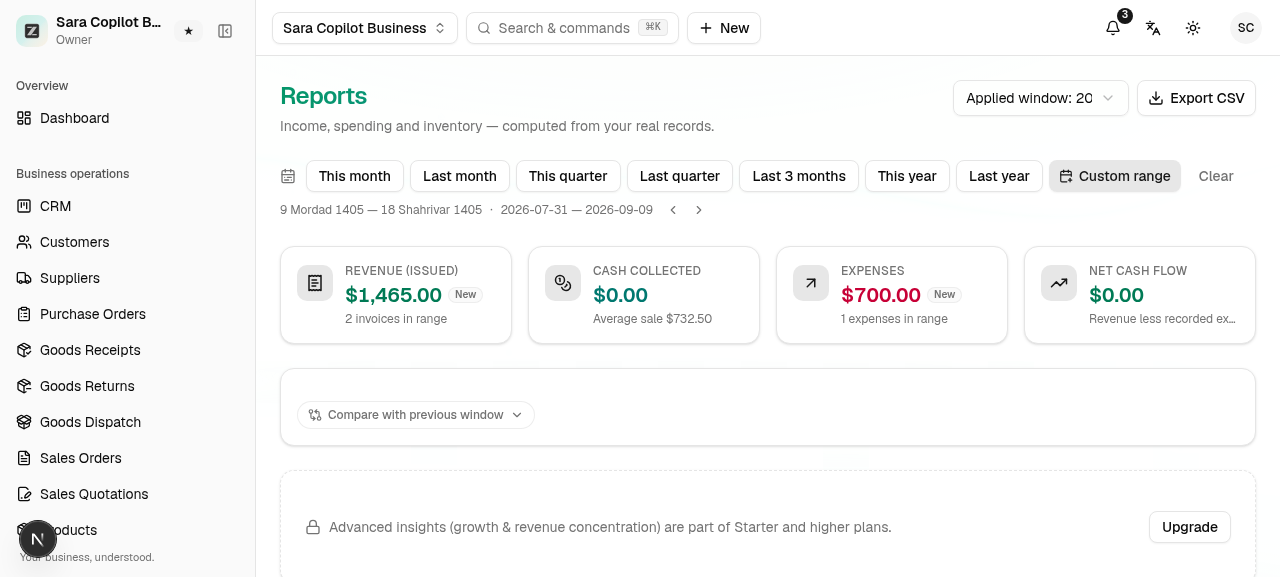 Sara Copilot B...
Owner
★
Sara Copilot Business
Search & commands ⌘K
New
3
SC
Overview
Dashboard
Business operations
CRM
Customers
Suppliers
Purchase Orders
Goods Receipts
Goods Returns
Goods Dispatch
Sales Orders
Sales Quotations
N
Your business, understood.
Reports
Income, spending and inventory — computed from your real records.
Applied window: 20
Export CSV
This month
Last month
This quarter
Last quarter
Last 3 months
This year
Last year
Custom range
Clear
9 Mordad 1405 — 18 Shahrivar 1405 · 2026-07-31 — 2026-09-09
REVENUE (ISSUED)
$1,465.00 New
2 invoices in range
CASH COLLECTED
$0.00
Average sale $732.50
EXPENSES
$700.00 New
1 expenses in range
NET CASH FLOW
$0.00
Revenue less recorded ex...
Compare with previous window
Advanced insights (growth & revenue concentration) are part of Starter and higher plans.
Upgrade